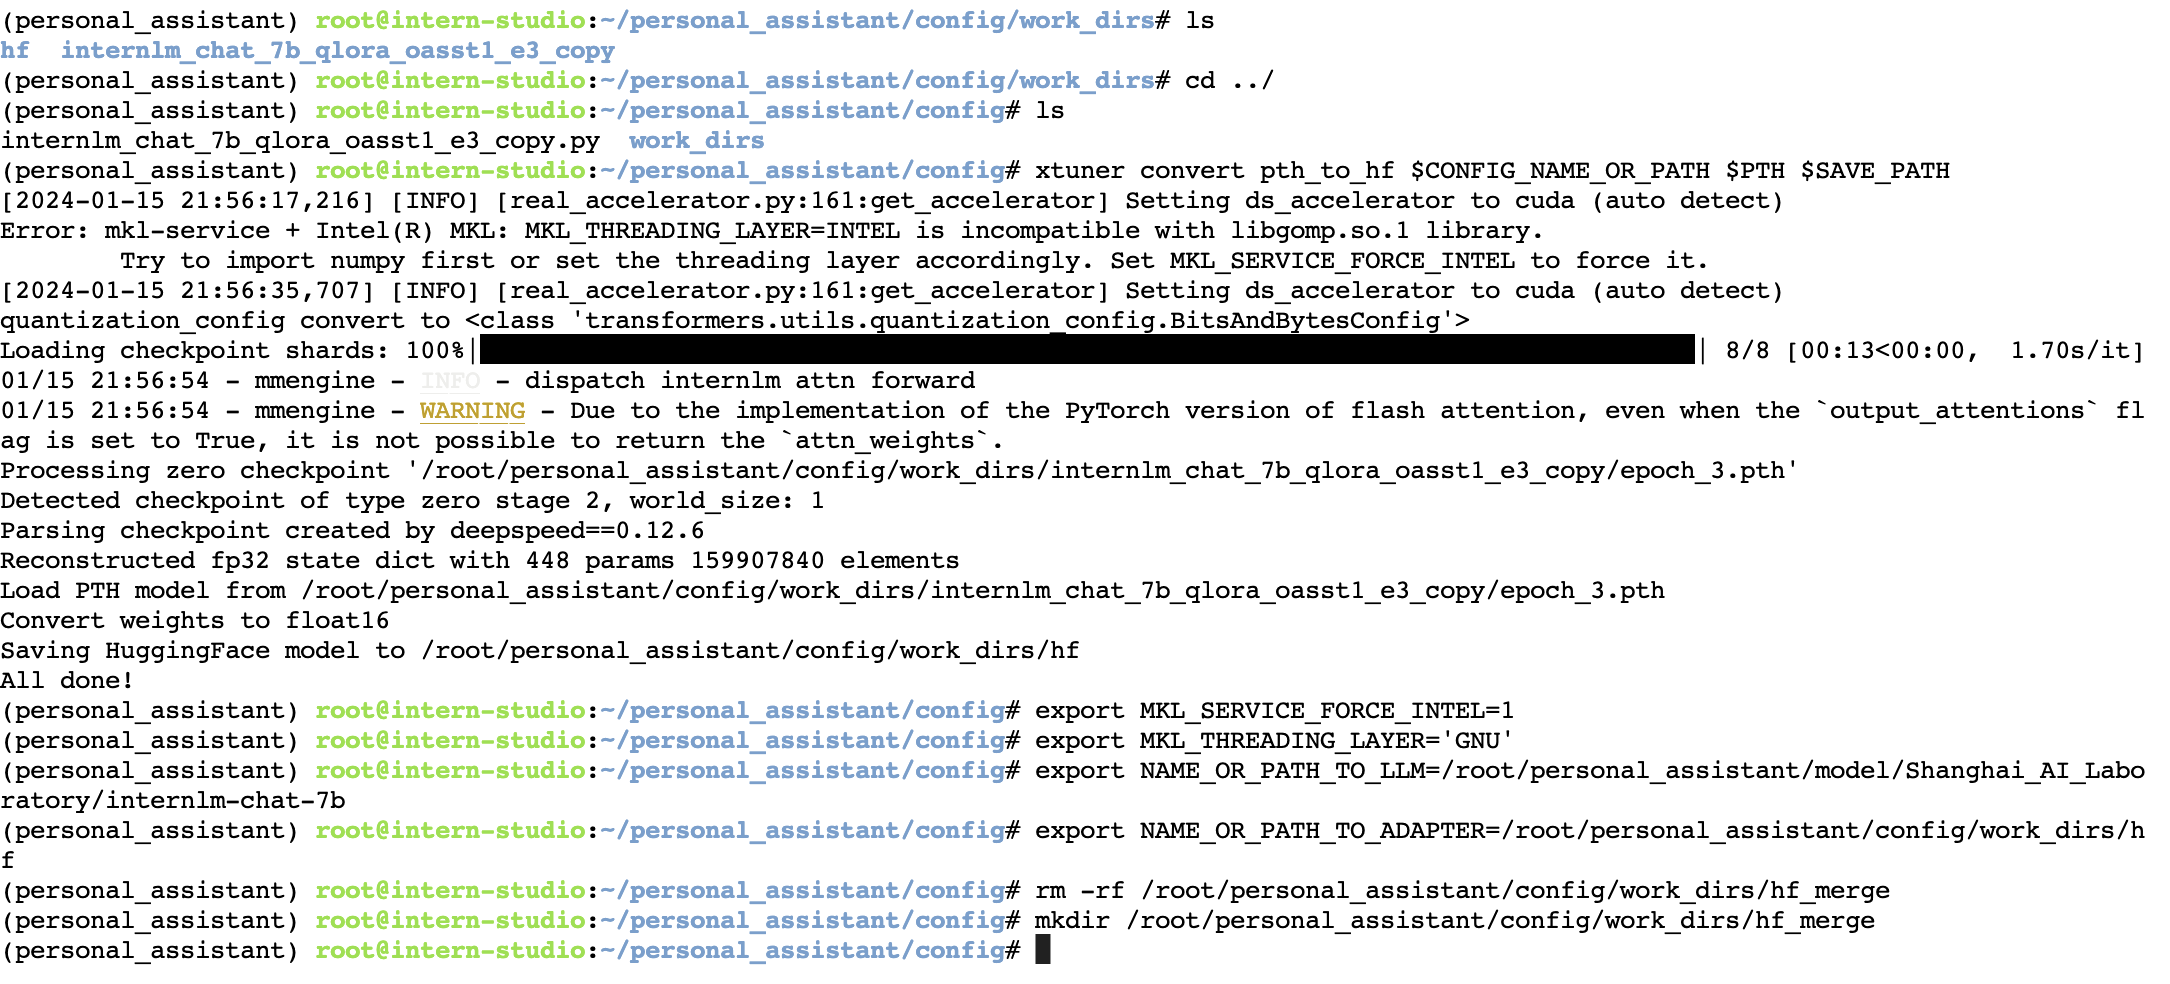 (personal_assistant) root@intern-studio:~/personal_assistant/config/work_dirs# ls
hf  internlm_chat_7b_qlora_oasst1_e3_copy
(personal_assistant) root@intern-studio:~/personal_assistant/config/work_dirs# cd ../
(personal_assistant) root@intern-studio:~/personal_assistant/config# ls
internlm_chat_7b_qlora_oasst1_e3_copy.py  work_dirs
(personal_assistant) root@intern-studio:~/personal_assistant/config# xtuner convert pth_to_hf $CONFIG_NAME_OR_PATH $PTH $SAVE_PATH
[2024-01-15 21:56:17,216] [INFO] [real_accelerator.py:161:get_accelerator] Setting ds_accelerator to cuda (auto detect)
Error: mkl-service + Intel(R) MKL: MKL_THREADING_LAYER=INTEL is incompatible with libgomp.so.1 library.
        Try to import numpy first or set the threading layer accordingly. Set MKL_SERVICE_FORCE_INTEL to force it.
[2024-01-15 21:56:35,707] [INFO] [real_accelerator.py:161:get_accelerator] Setting ds_accelerator to cuda (auto detect)
quantization_config convert to <class 'transformers.utils.quantization_config.BitsAndBytesConfig'>
Loading checkpoint shards: 100%|| 8/8 [00:13<00:00,  1.70s/it]
01/15 21:56:54 - mmengine - INFO - dispatch internlm attn forward
01/15 21:56:54 - mmengine - WARNING - Due to the implementation of the PyTorch version of flash attention, even when the `output_attentions` fl
ag is set to True, it is not possible to return the `attn_weights`.
Processing zero checkpoint '/root/personal_assistant/config/work_dirs/internlm_chat_7b_qlora_oasst1_e3_copy/epoch_3.pth'
Detected checkpoint of type zero stage 2, world_size: 1
Parsing checkpoint created by deepspeed==0.12.6
Reconstructed fp32 state dict with 448 params 159907840 elements
Load PTH model from /root/personal_assistant/config/work_dirs/internlm_chat_7b_qlora_oasst1_e3_copy/epoch_3.pth
Convert weights to float16
Saving HuggingFace model to /root/personal_assistant/config/work_dirs/hf
All done!
(personal_assistant) root@intern-studio:~/personal_assistant/config# export MKL_SERVICE_FORCE_INTEL=1
(personal_assistant) root@intern-studio:~/personal_assistant/config# export MKL_THREADING_LAYER='GNU'
(personal_assistant) root@intern-studio:~/personal_assistant/config# export NAME_OR_PATH_TO_LLM=/root/personal_assistant/model/Shanghai_AI_Labo
ratory/internlm-chat-7b
(personal_assistant) root@intern-studio:~/personal_assistant/config# export NAME_OR_PATH_TO_ADAPTER=/root/personal_assistant/config/work_dirs/h
f
(personal_assistant) root@intern-studio:~/personal_assistant/config# rm -rf /root/personal_assistant/config/work_dirs/hf_merge
(personal_assistant) root@intern-studio:~/personal_assistant/config# mkdir /root/personal_assistant/config/work_dirs/hf_merge
(personal_assistant) root@intern-studio:~/personal_assistant/config#